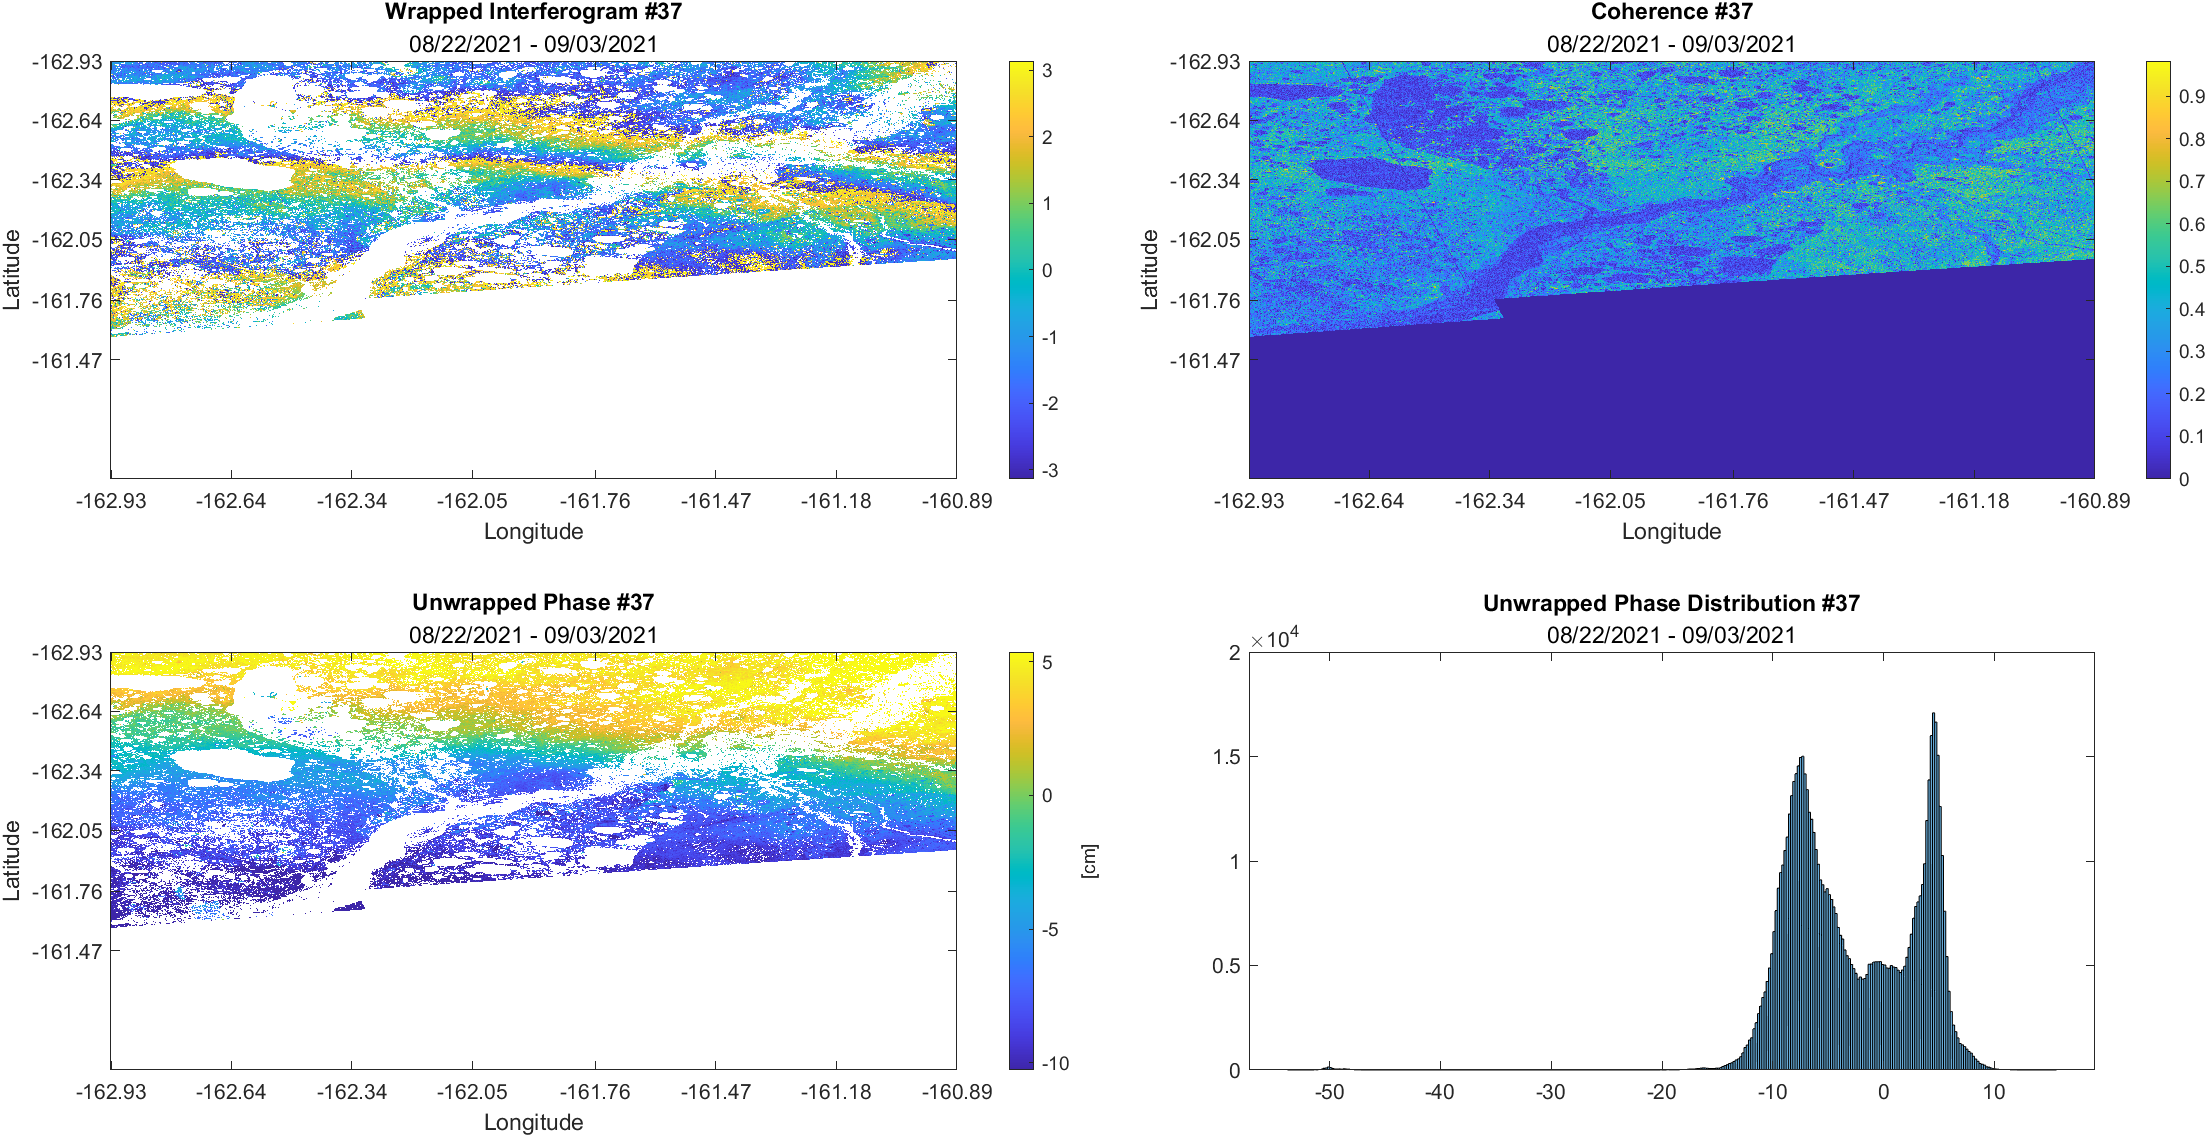 Wrapped Interferogram #37
08/22/2021 - 09/03/2021
-162.93
-162.64
-162.34
-162.05
-161.76
-161.47
Latitude
-162.93 -162.64 -162.34 -162.05 -161.76 -161.47 -161.18 -160.89
Longitude
3
2
1
0
-1
-2
-3
Coherence #37
08/22/2021 - 09/03/2021
-162.93
-162.64
-162.34
-162.05
-161.76
-161.47
Latitude
-162.93 -162.64 -162.34 -162.05 -161.76 -161.47 -161.18 -160.89
Longitude
0.9
0.8
0.7
0.6
0.5
0.4
0.3
0.2
0.1
0
Unwrapped Phase #37
08/22/2021 - 09/03/2021
-162.93
-162.64
-162.34
-162.05
-161.76
-161.47
Latitude
-162.93 -162.64 -162.34 -162.05 -161.76 -161.47 -161.18 -160.89
Longitude
5
0
-5
-10
[cm]
Unwrapped Phase Distribution #37
08/22/2021 - 09/03/2021
×10⁴
2
1.5
1
0.5
0
-50 -40 -30 -20 -10 0 10